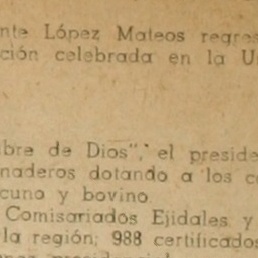 nte López Mateos regres
ción celebrada en la U
bre de Dios", el preside
naderos dotando a los c
cuno y bovino.
Comisariados Ejidales y
la región; 988 certificados